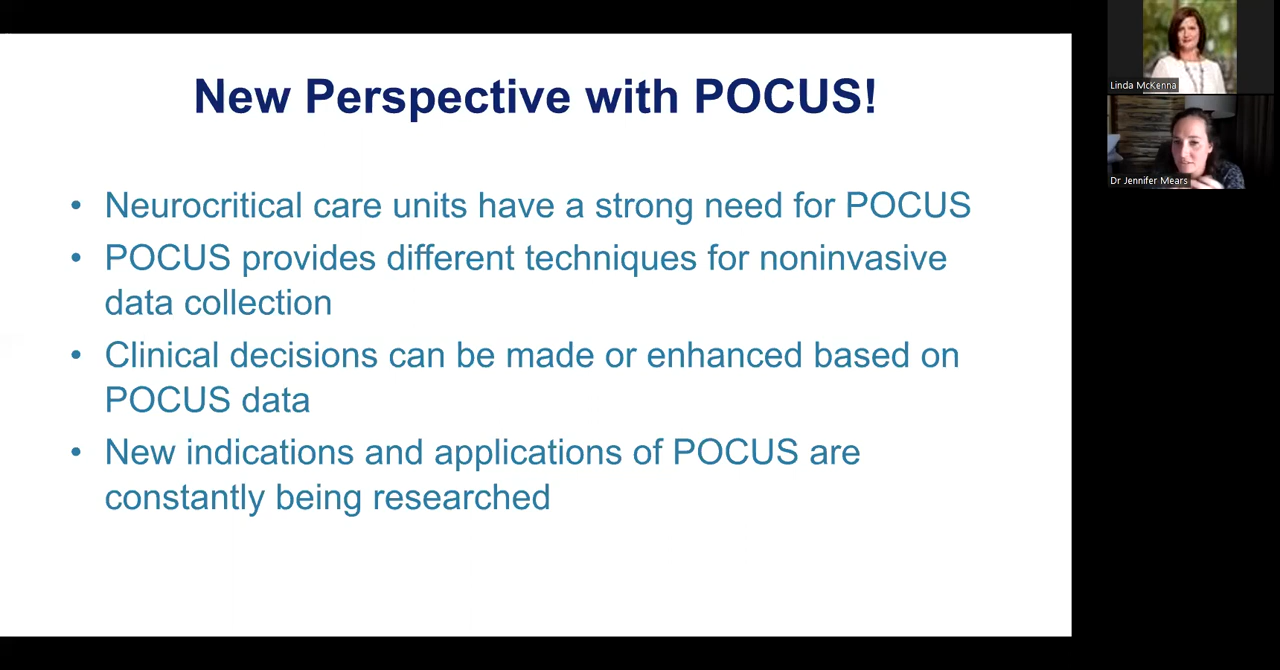 New Perspective with POCUS!
• Neurocritical care units have a strong need for POCUS
• POCUS provides different techniques for noninvasive
data collection
• Clinical decisions can be made or enhanced based on
POCUS data
• New indications and applications of POCUS are
constantly being researched
Linda McKenna
Dr Jennifer Mears